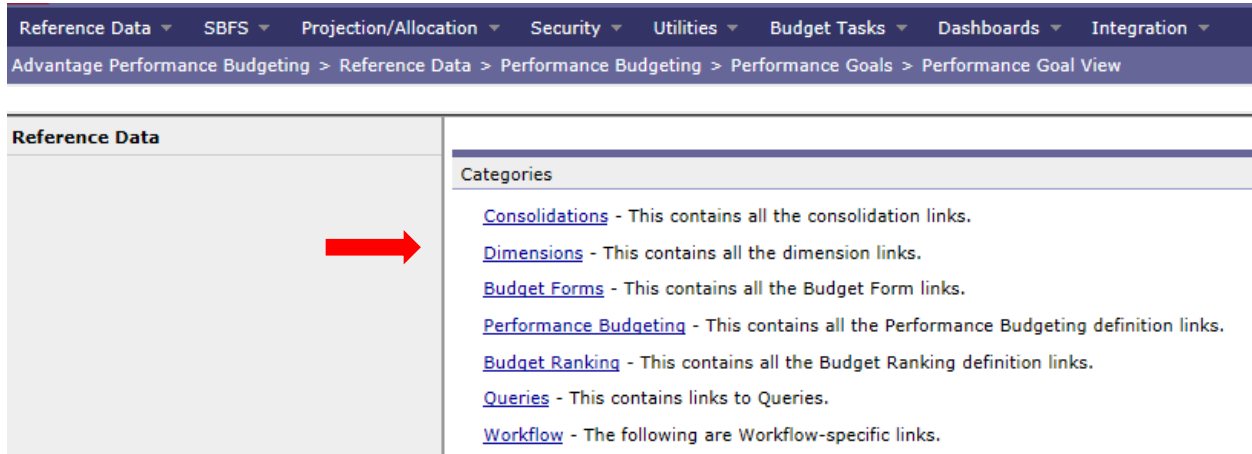 Reference Data SBFS Projection/Allocation Security Utilities Budget Tasks Dashboards Integration
Advantage Performance Budgeting > Reference Data > Performance Budgeting > Performance Goals > Performance Goal View
Reference Data
Categories
Consolidations - This contains all the consolidation links.
Dimensions - This contains all the dimension links.
Budget Forms - This contains all the Budget Form links.
Performance Budgeting - This contains all the Performance Budgeting definition links.
Budget Ranking - This contains all the Budget Ranking definition links.
Queries - This contains links to Queries.
Workflow - The following are Workflow-specific links.